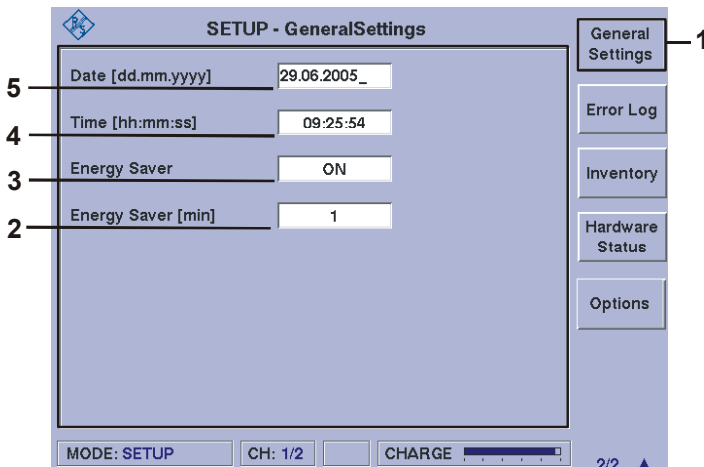 R S
SETUP - GeneralSettings
General
Settings
1
Date [dd.mm.yyyy]
29.06.2005_
5
Error Log
Time [hh:mm:ss]
09:25:54
4
Energy Saver
ON
Inventory
3
Energy Saver [min]
1
2
Hardware
Status
Options
MODE: SETUP
CH: 1/2
CHARGE
2/2